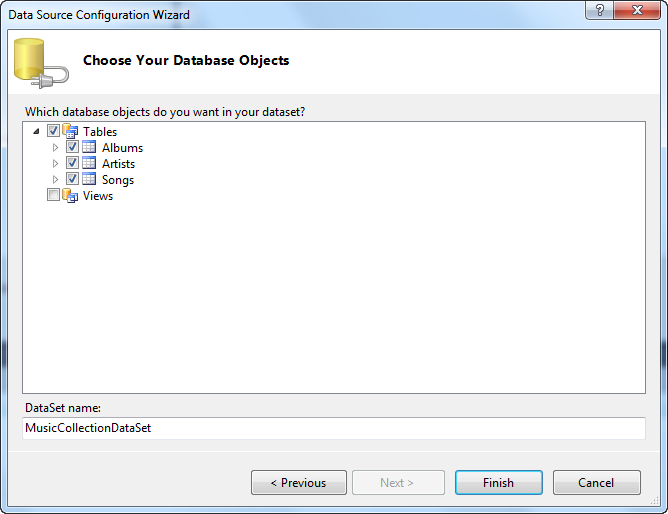 Data Source Configuration Wizard
?
Choose Your Database Objects
Which database objects do you want in your dataset?
Tables
Albums
Artists
Songs
Views
DataSet name:
MusicCollectionDataSet
< Previous Next > Finish Cancel